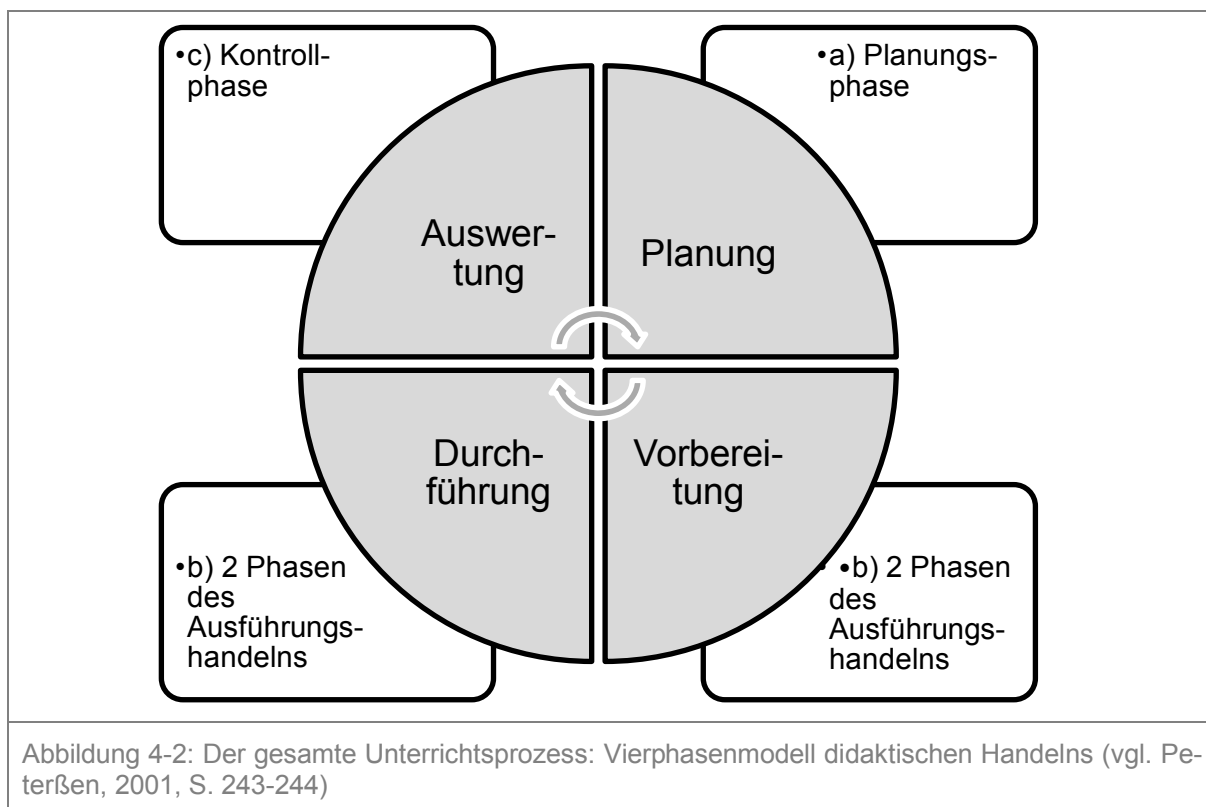 •c) Kontroll-
phase
•a) Planungs-
phase
Auswer-
tung
Planung
Durch-
führung
Vorberei-
tung
•b) 2 Phasen
des
Ausführungs-
handelns
• •b) 2 Phasen
des
Ausführungs-
handelns
Abbildung 4-2: Der gesamte Unterrichtsprozess: Vierphasenmodell didaktischen Handelns (vgl. Pe-
terßen, 2001, S. 243-244)